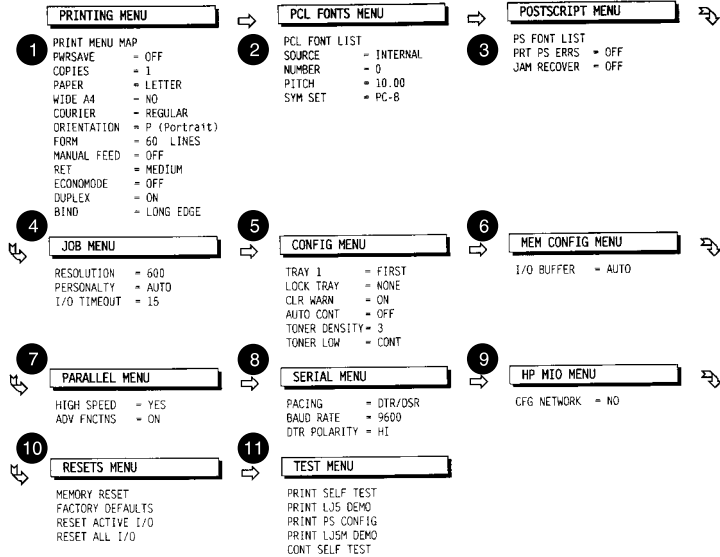 PRINTING MENU
1
PRINT MENU MAP
PWRSAVE = OFF
COPIES = 1
PAPER = LETTER
WIDE A4 = NO
COURIER = REGULAR
ORIENTATION = P (Portrait)
FORM = 60 LINES
MANUAL FEED = OFF
RET = MEDIUM
ECONOMODE = OFF
DUPLEX = ON
BIND = LONG EDGE
PCL FONTS MENU
2
PCL FONT LIST
SOURCE = INTERNAL
NUMBER = 0
PITCH = 10.00
SYM SET = PC-8
POSTSCRIPT MENU
3
PS FONT LIST
PRT PS ERRS = OFF
JAM RECOVER = OFF
4
JOB MENU
RESOLUTION = 600
PERSONALTY = AUTO
I/O TIMEOUT = 15
5
CONFIG MENU
TRAY 1 = FIRST
LOCK TRAY = NONE
CLR WARN = ON
AUTO CONT = OFF
TONER DENSITY= 3
TONER LOW = CONT
6
MEM CONFIG MENU
I/O BUFFER = AUTO
7
PARALLEL MENU
HIGH SPEED = YES
ADV FNCTNS = ON
8
SERIAL MENU
PACING = DTR/DSR
BAUD RATE = 9600
DTR POLARITY = HI
9
HP MIO MENU
CFG NETWORK = NO
10
RESETS MENU
MEMORY RESET
FACTORY DEFAULTS
RESET ACTIVE I/O
RESET ALL I/O
11
TEST MENU
PRINT SELF TEST
PRINT LJ5 DEMO
PRINT PS CONFIG
PRINT LJ5M DEMO
CONT SELF TEST